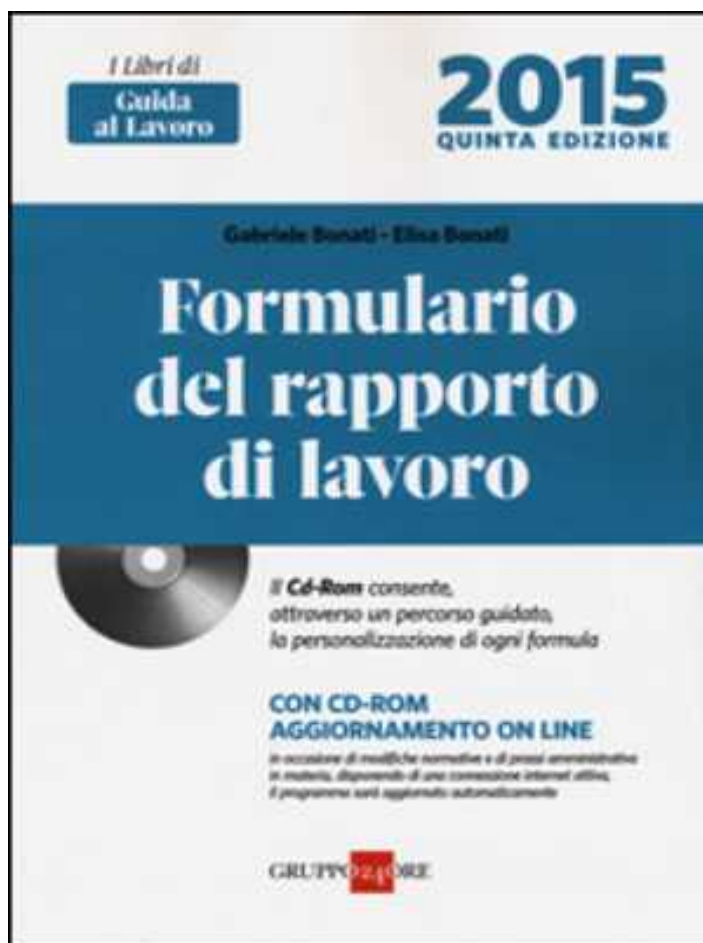 I Libri di
Guida
al Lavoro
2015
QUINTA EDIZIONE
Gabriele Bonati - Elisa Bonati
Formulario
del rapporto
di lavoro
Il Cd-Rom consente,
attraverso un percorso guidato,
la personalizzazione di ogni formula
CON CD-ROM
AGGIORNAMENTO ON LINE
in occasione di modifiche normative e di prassi amministrativa
in materia, disponendo di una connessione internet attiva,
il programma sarà aggiornato automaticamente
GRUPPO24ORE